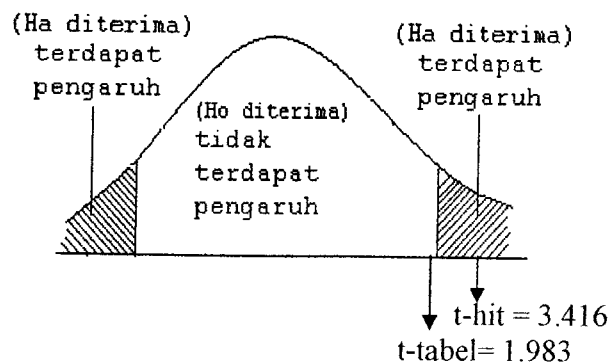 (Ha diterima)
terdapat
pengaruh
(Ho diterima)
tidak
terdapat
pengaruh
(Ha diterima)
terdapat
pengaruh
t-hit = 3.416
t-tabel= 1.983